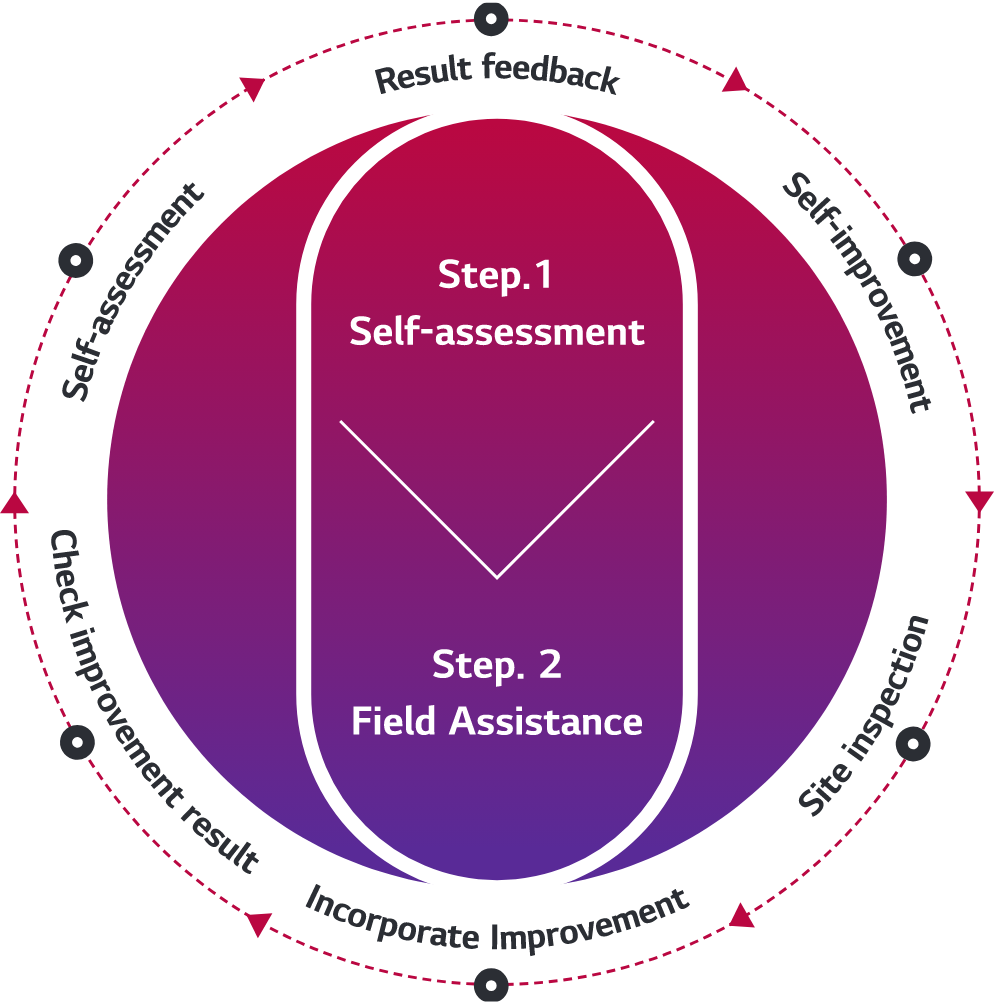 Result feedback
Self-improvement
Site inspection
Incorporate Improvement
Check improvement result
Self-assessment
Step.1
Self-assessment
Step. 2
Field Assistance